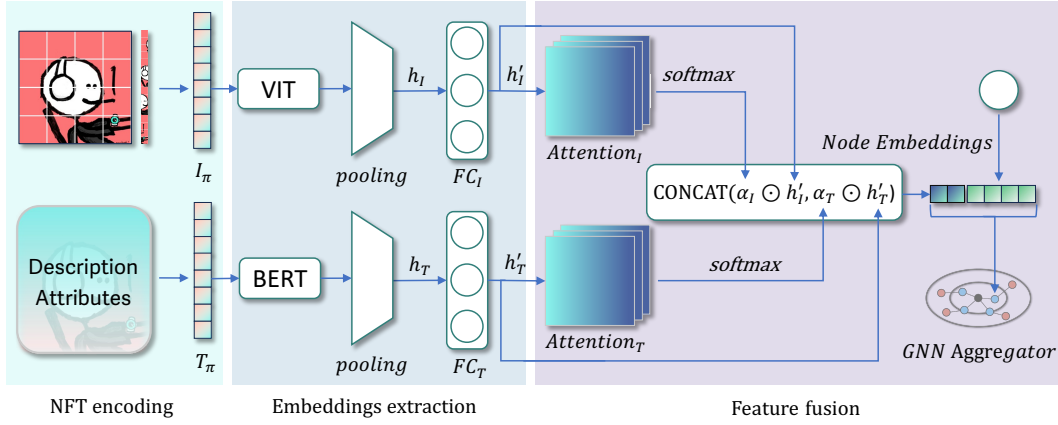 VIT
h_I
h'_I
softmax
I_π
pooling
FC_I
Attention_I
Node Embeddings
CONCAT(α_I ⊙ h'_I, α_T ⊙ h'_T)
Description
Attributes
BERT
h_T
h'_T
softmax
T_π
pooling
FC_T
Attention_T
GNN Aggregator
NFT encoding
Embeddings extraction
Feature fusion